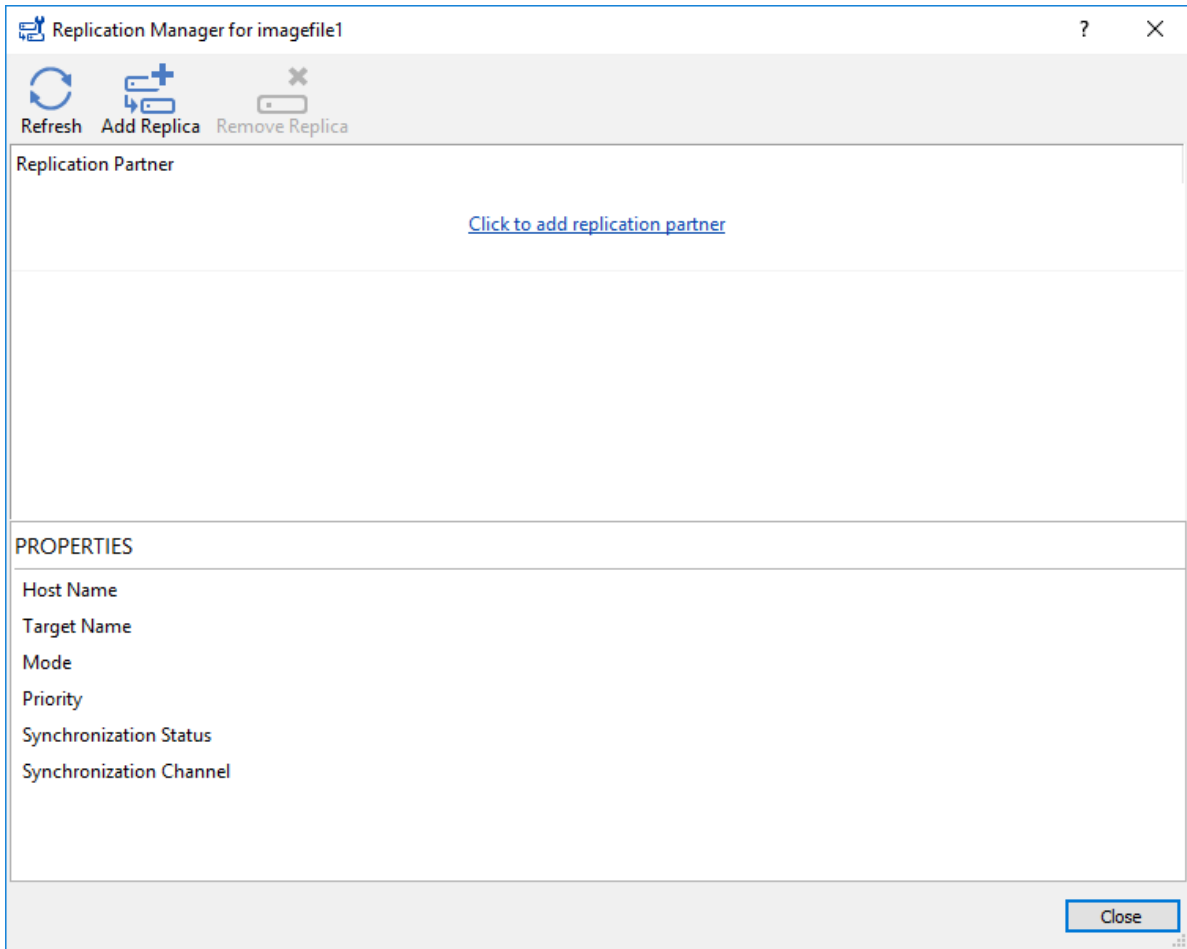 Replication Manager for imagefile1
?
Refresh Add Replica Remove Replica
Replication Partner
Click to add replication partner
PROPERTIES
Host Name
Target Name
Mode
Priority
Synchronization Status
Synchronization Channel
Close